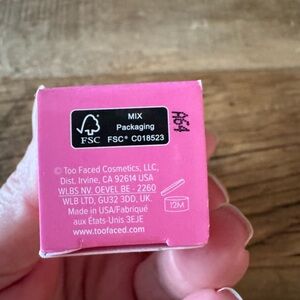 MIX
Packaging
FSC® C018523
A64
FSC
© Too Faced Cosmetics, LLC,
Dist. Irvine, CA 92614 USA
WLBS NV. OEVEL BE - 2260
WLB LTD, GU32 3DD, UK.
Made in USA/Fabriqué
aux États-Unis 3EJE
www.toofaced.com
12M